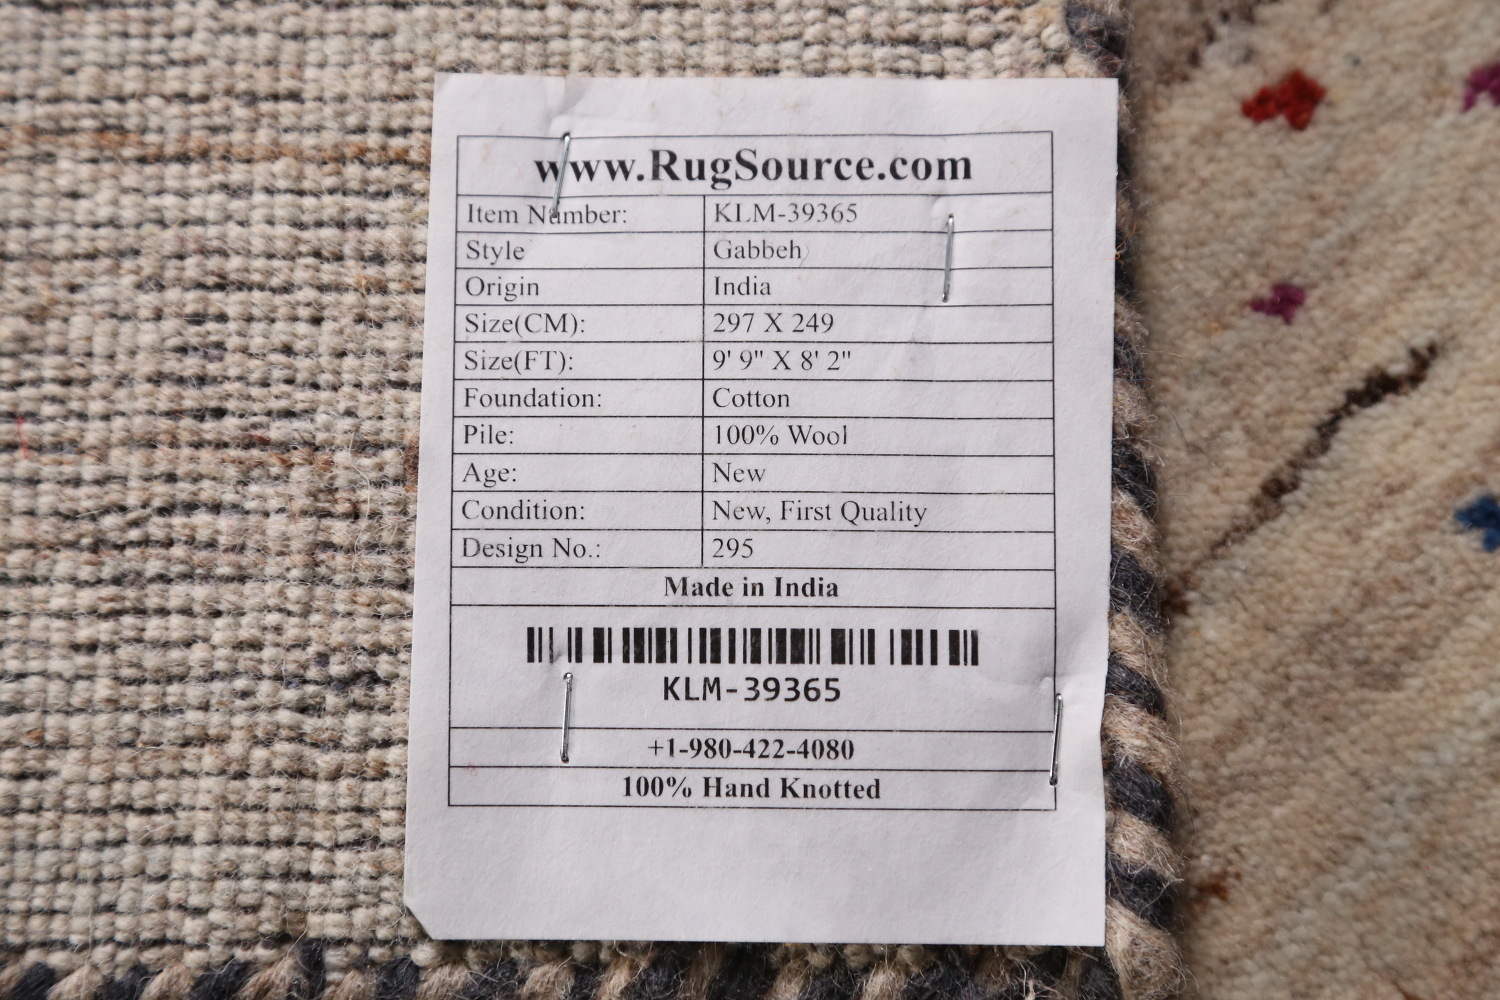 www.RugSource.com
Item Number: KLM-39365
Style Gabbeh
Origin India
Size(CM): 297 X 249
Size(FT): 9' 9" X 8' 2"
Foundation: Cotton
Pile: 100% Wool
Age: New
Condition: New, First Quality
Design No.: 295
Made in India
KLM-39365
+1-980-422-4080
100% Hand Knotted